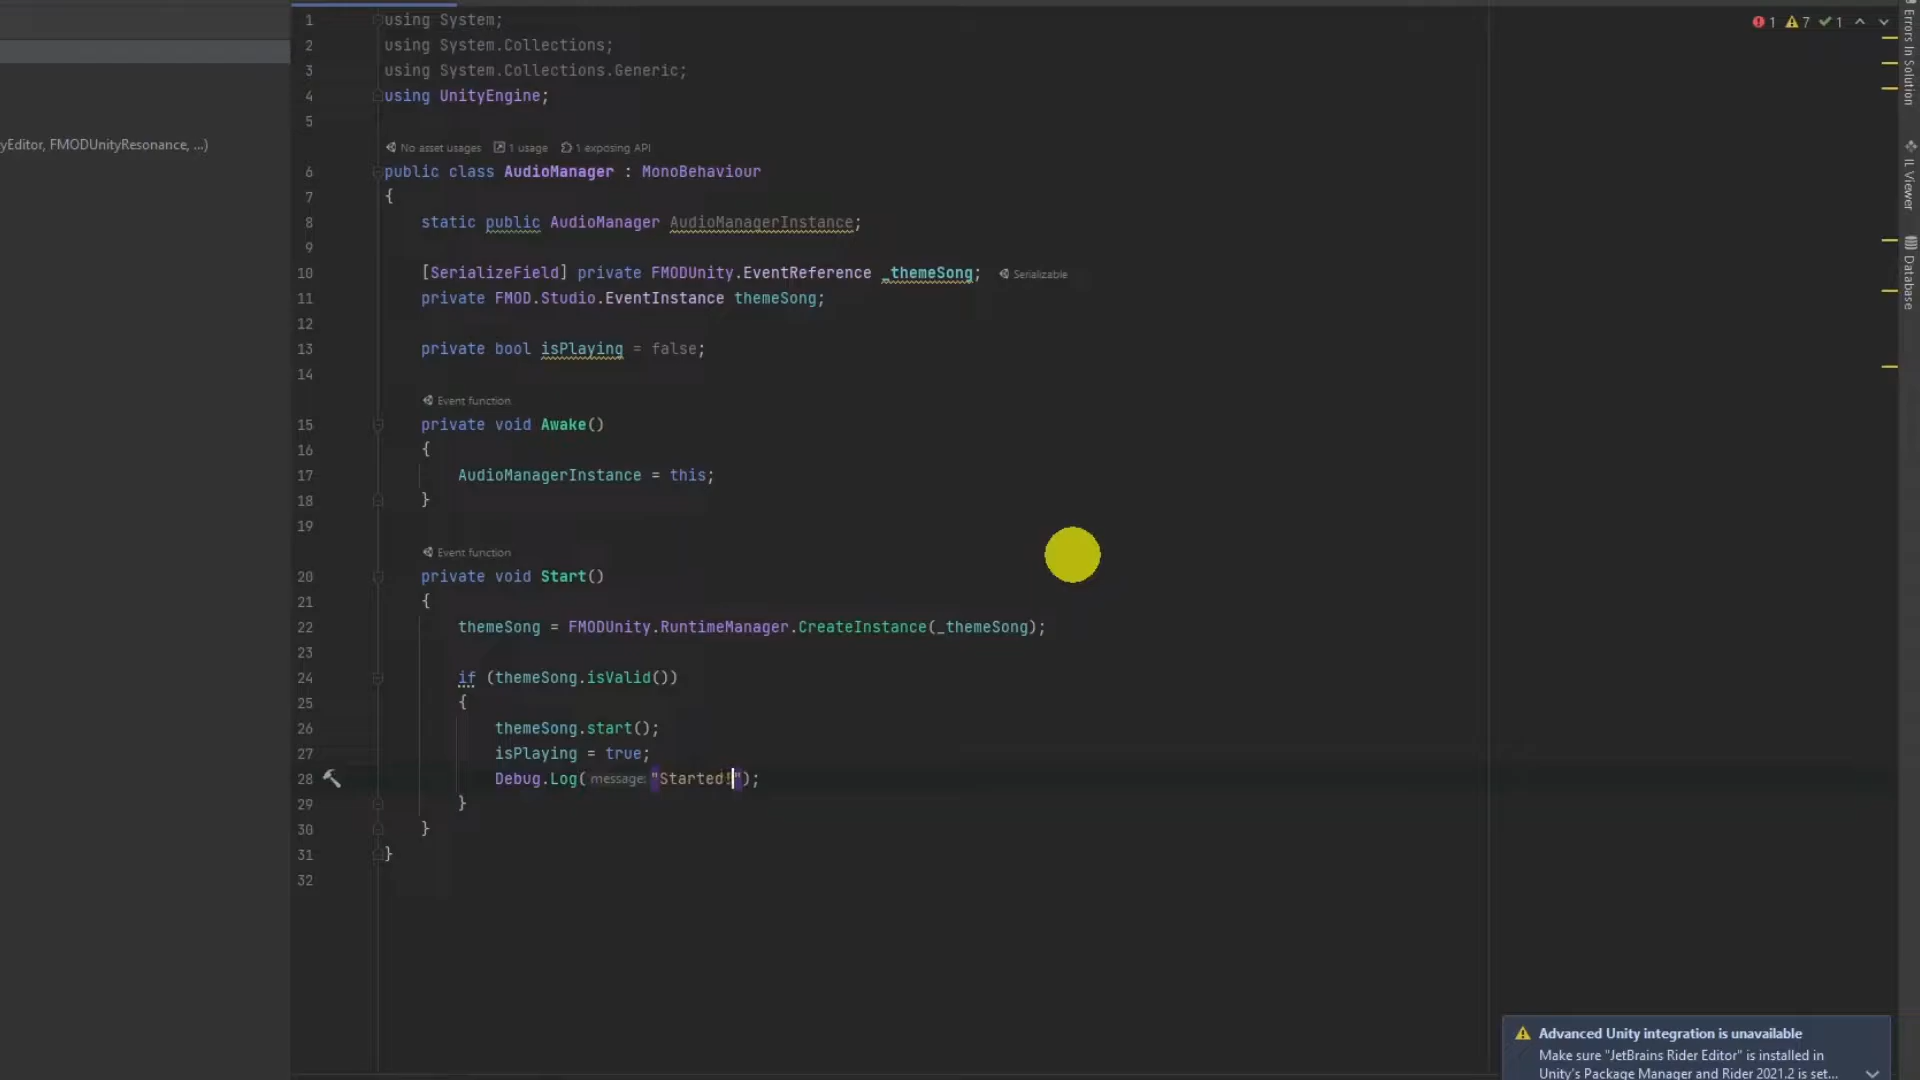 1 using System;
2 using System.Collections;
3 using System.Collections.Generic;
4 using UnityEngine;
5
No asset usages 1 usage 1 exposing API
6 public class AudioManager : MonoBehaviour
7 {
8 static public AudioManager AudioManagerInstance;
9
10 [SerializeField] private FMODUnity.EventReference _themeSong; Serializable
11 private FMOD.Studio.EventInstance themeSong;
12
13 private bool isPlaying = false;
14
Event function
15 private void Awake()
16 {
17 AudioManagerInstance = this;
18 }
19
Event function
20 private void Start()
21 {
22 themeSong = FMODUnity.RuntimeManager.CreateInstance(_themeSong);
23
24 if (themeSong.isValid())
25 {
26 themeSong.start();
27 isPlaying = true;
28 Debug.Log( message: "Started!");
29 }
30 }
31 }
32
yEditor, FMODUnityResonance, ...)
1 7 1
Errors In Solution
IL Viewer
Database
Advanced Unity integration is unavailable
Make sure "JetBrains Rider Editor" is installed in
Unity's Package Manager and Rider 2021.2 is set...